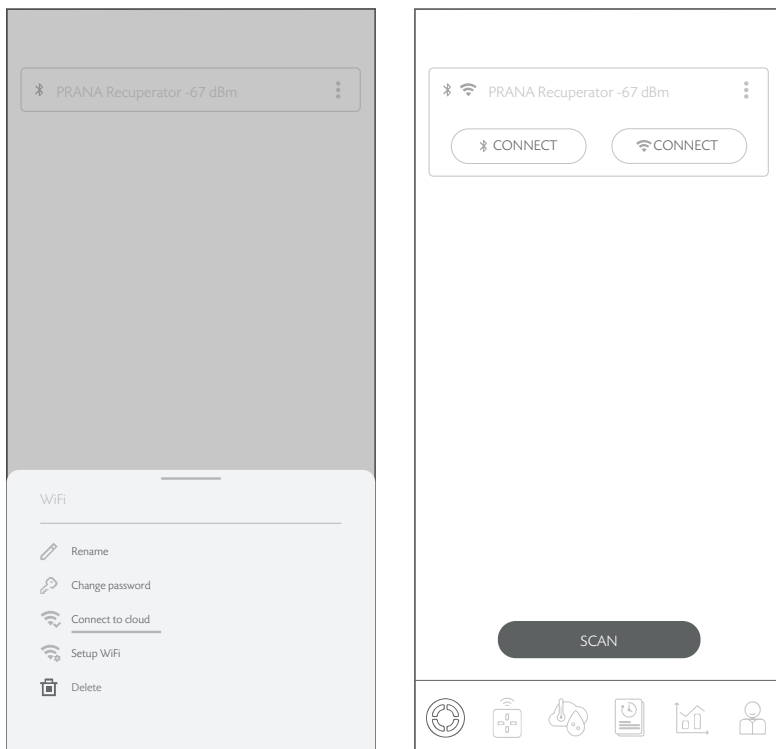 PRANA Recuperator -67 dBm
WiFi
Rename
Change password
Connect to cloud
Setup WiFi
Delete
PRANA Recuperator -67 dBm
CONNECT
CONNECT
SCAN